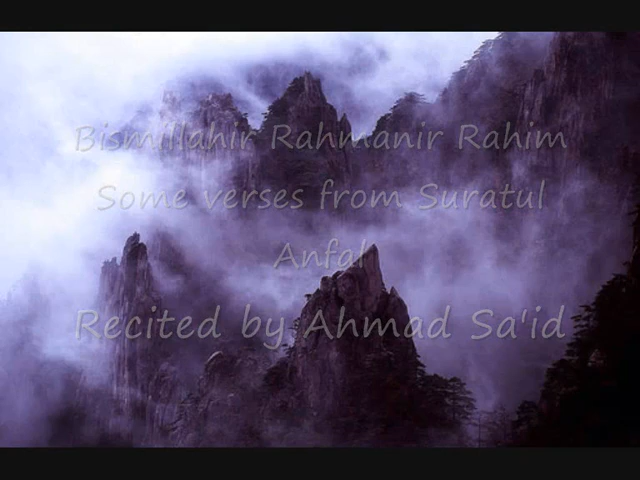 Bismillahir Rahmanir Rahim
Some verses from Suratul
Anfal
Recited by Ahmad Sa'id